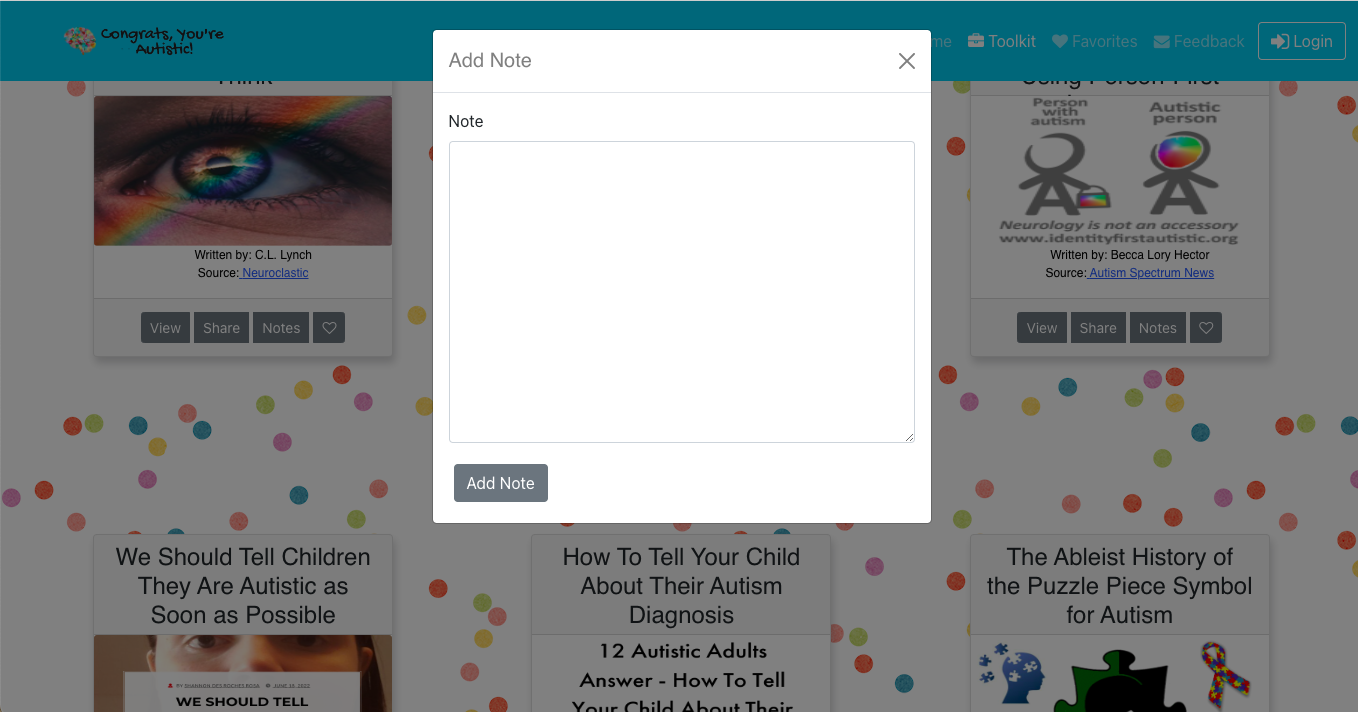 Congrats, You're
Autistic!
Toolkit
Favorites
Feedback
Login
Add Note
Note
Add Note
Think
Written by: C.L. Lynch
Source: Neuroclastic
View
Share
Notes
Using Person-First
Person
with
autism
Autistic
person
Neurology is not an accessory
www.identityfirstautistic.org
Written by: Becca Lory Hector
Source: Autism Spectrum News
View
Share
Notes
We Should Tell Children
They Are Autistic as
Soon as Possible
BY SHANNON DES ROCHES ROSA
JUNE 10, 2022
WE SHOULD TELL
How To Tell Your Child
About Their Autism
Diagnosis
12 Autistic Adults
Answer - How To Tell
Your Child About Their
The Ableist History of
the Puzzle Piece Symbol
for Autism